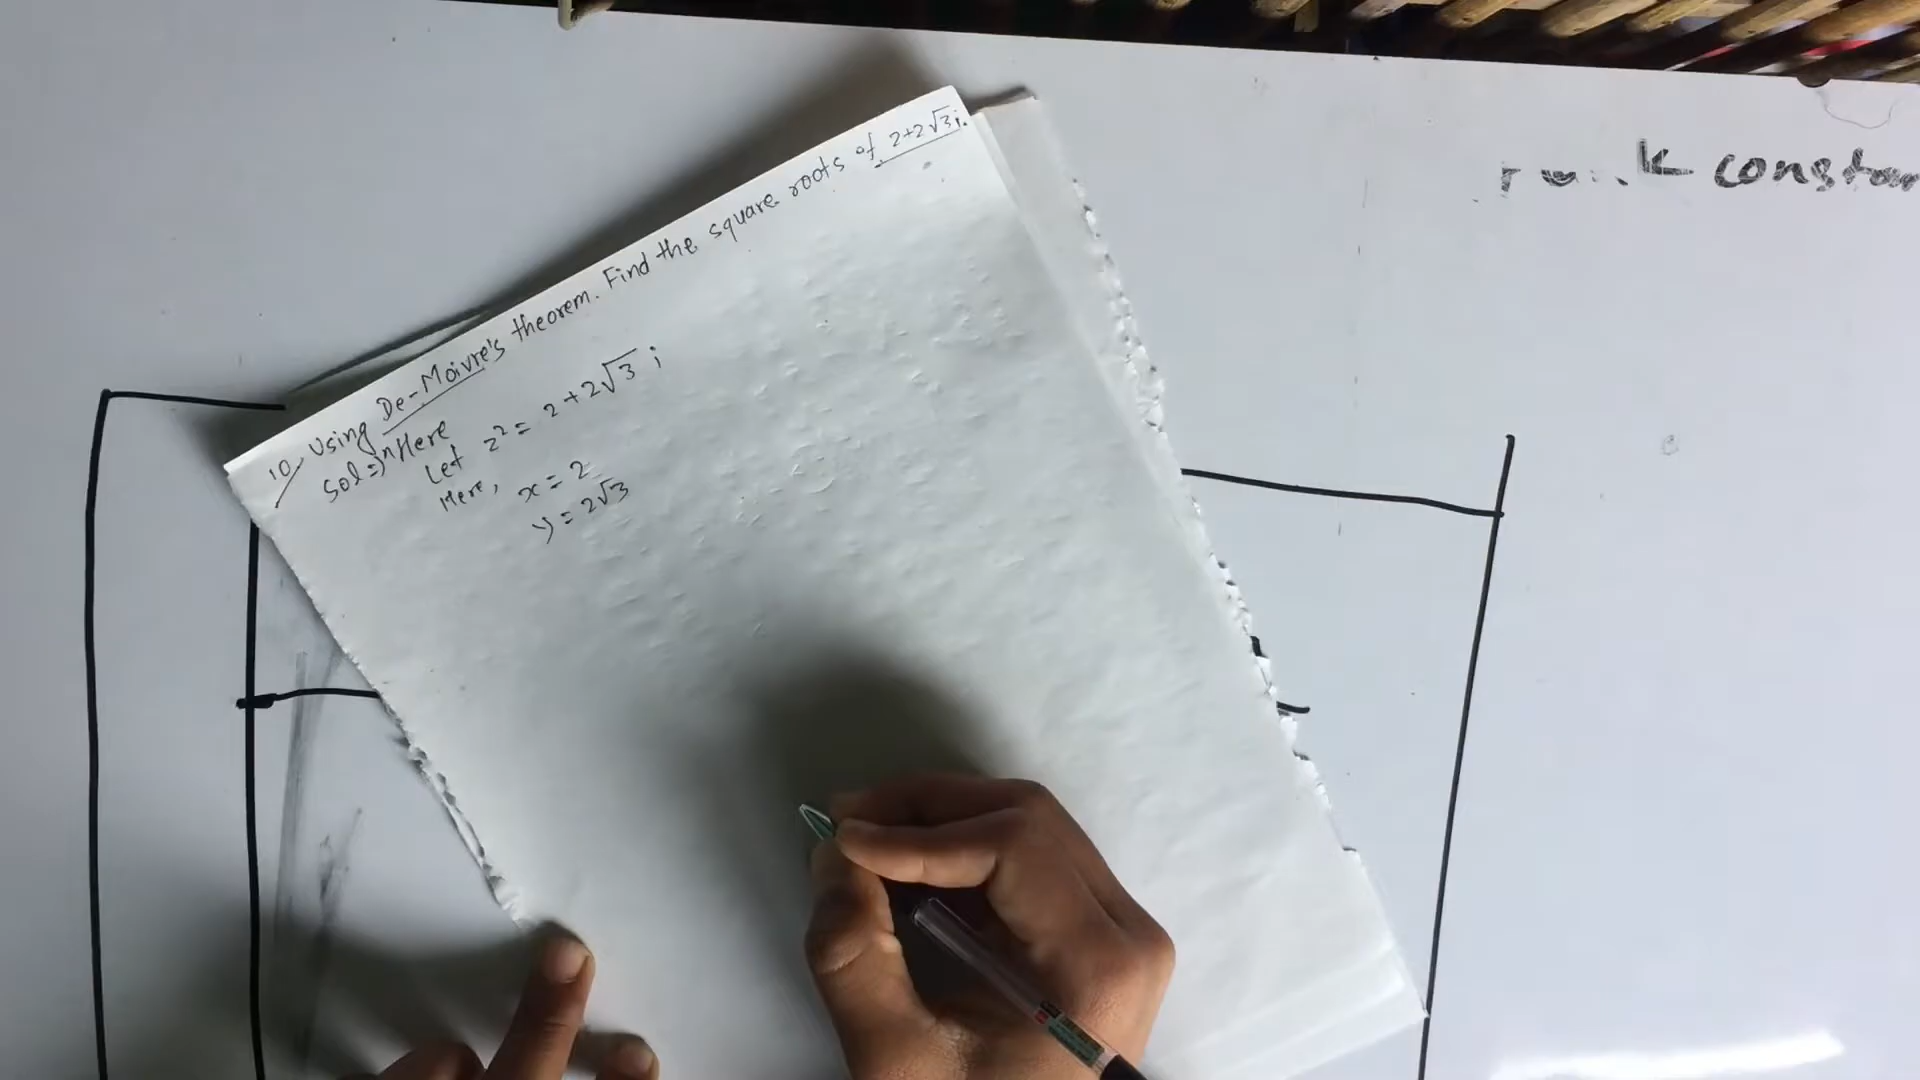 10, Using De-Moivre's theorem. Find the square roots of 2+2√3i.
Sol=>ⁿ Here
Let z² = 2+2√3 i
Here, x = 2
y = 2√3
constan